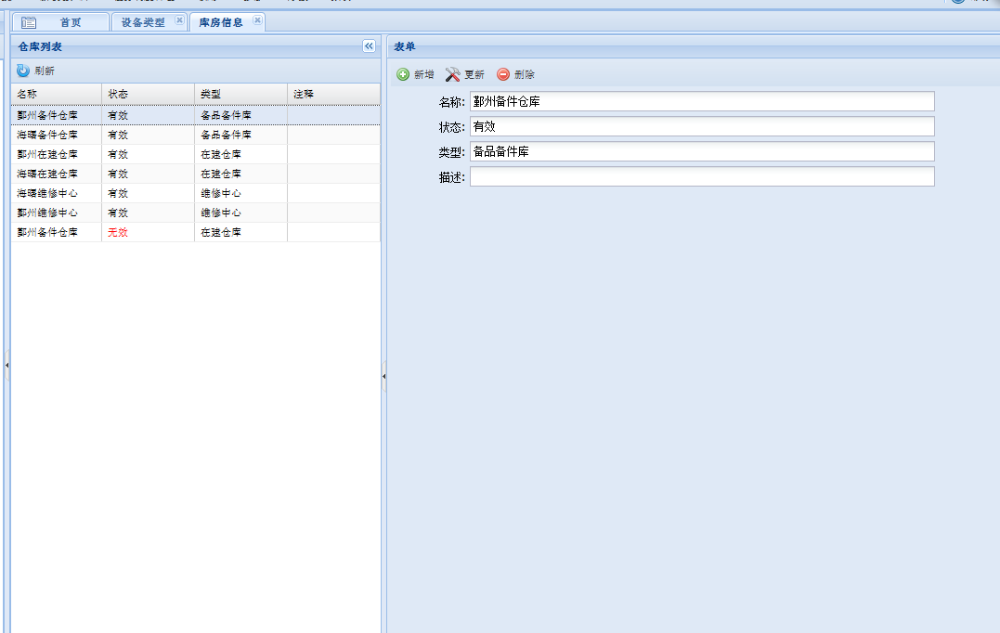 首页 设备类型 库房信息
仓库列表
刷新
名称 状态 类型 注释
鄞州备件仓库 有效 备品备件库
海曙备件仓库 有效 备品备件库
鄞州在建仓库 有效 在建仓库
海曙在建仓库 有效 在建仓库
海曙维修中心 有效 维修中心
鄞州维修中心 有效 维修中心
鄞州备件仓库 无效 在建仓库
表单
新增 更新 删除
名称: 鄞州备件仓库
状态: 有效
类型: 备品备件库
描述: